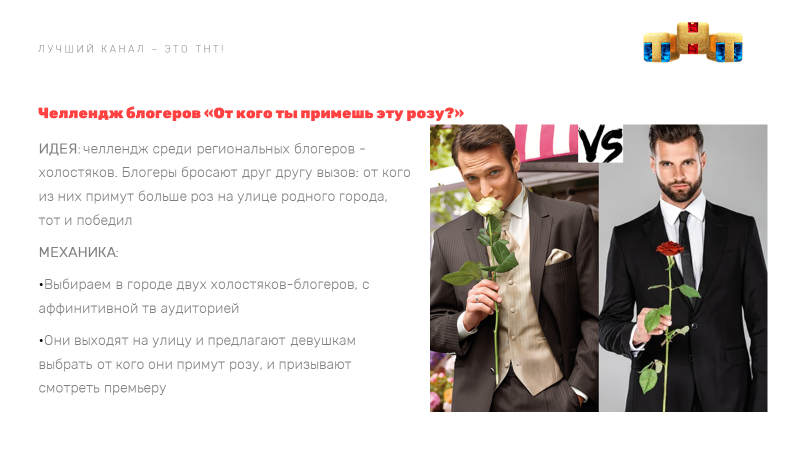 ЛУЧШИЙ КАНАЛ – ЭТО ТНТ!
ТНТ
Челлендж блогеров «От кого ты примешь эту розу?»
VS
ИДЕЯ: челлендж среди региональных блогеров -
холостяков. Блогеры бросают друг другу вызов: от кого
из них примут больше роз на улице родного города,
тот и победил
МЕХАНИКА:
•Выбираем в городе двух холостяков-блогеров, с
аффинитивной тв аудиторией
•Они выходят на улицу и предлагают девушкам
выбрать от кого они примут розу, и призывают
смотреть премьеру